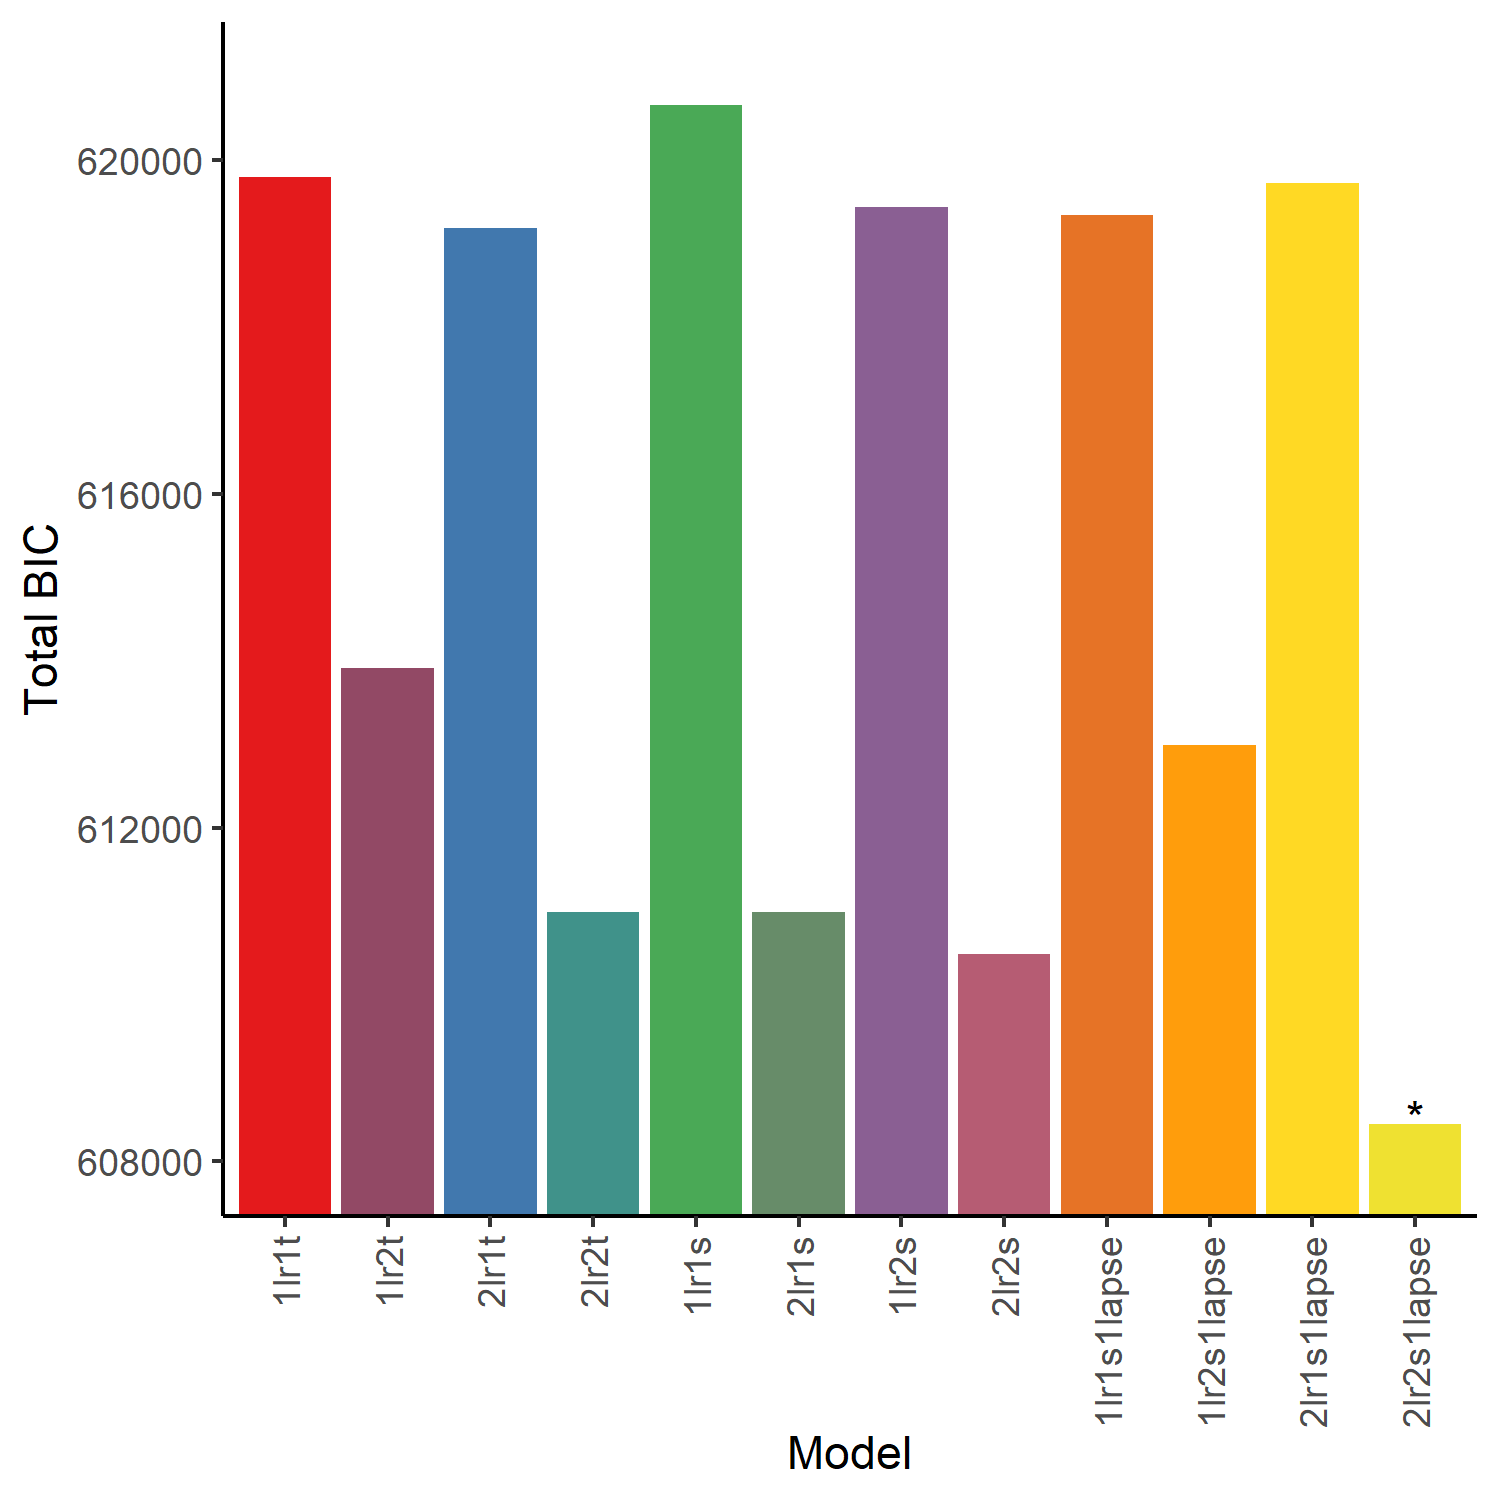 Total BIC
620000
616000
612000
608000
*
1lr1t
1lr2t
2lr1t
2lr2t
1lr1s
2lr1s
1lr2s
2lr2s
1lr1s1lapse
1lr2s1lapse
2lr1s1lapse
2lr2s1lapse
Model